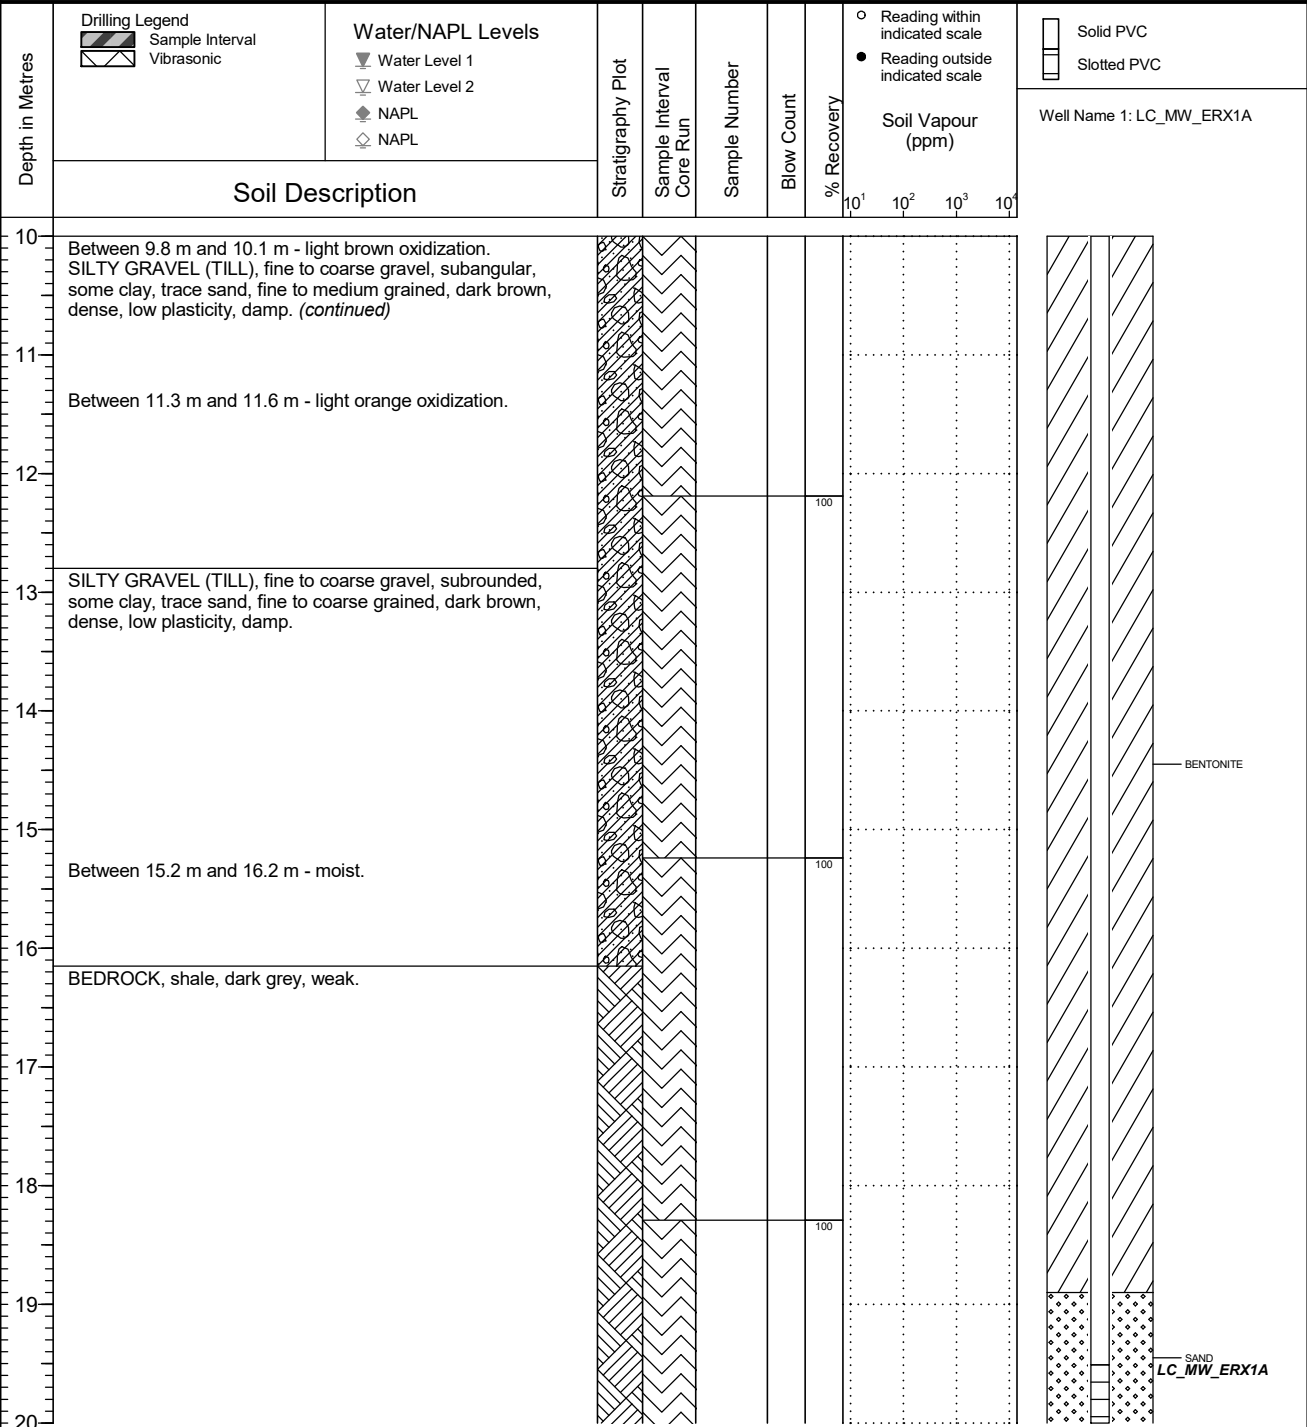 Depth in Metres
Drilling Legend
Sample Interval
Vibrasonic
Water/NAPL Levels
Water Level 1
Water Level 2
NAPL
NAPL
Soil Description
Stratigraphy Plot
Sample Interval
Core Run
Sample Number
Blow Count
% Recovery
Reading within
indicated scale
Reading outside
indicated scale
Soil Vapour
(ppm)
10¹ 10² 10³ 10⁴
Solid PVC
Slotted PVC
Well Name 1: LC_MW_ERX1A
10
Between 9.8 m and 10.1 m - light brown oxidization.
SILTY GRAVEL (TILL), fine to coarse gravel, subangular,
some clay, trace sand, fine to medium grained, dark brown,
dense, low plasticity, damp. (continued)
11
Between 11.3 m and 11.6 m - light orange oxidization.
12
100
SILTY GRAVEL (TILL), fine to coarse gravel, subrounded,
13
some clay, trace sand, fine to coarse grained, dark brown,
dense, low plasticity, damp.
14
BENTONITE
15
100
Between 15.2 m and 16.2 m - moist.
16
BEDROCK, shale, dark grey, weak.
17
18
100
19
SAND
LC_MW_ERX1A
20